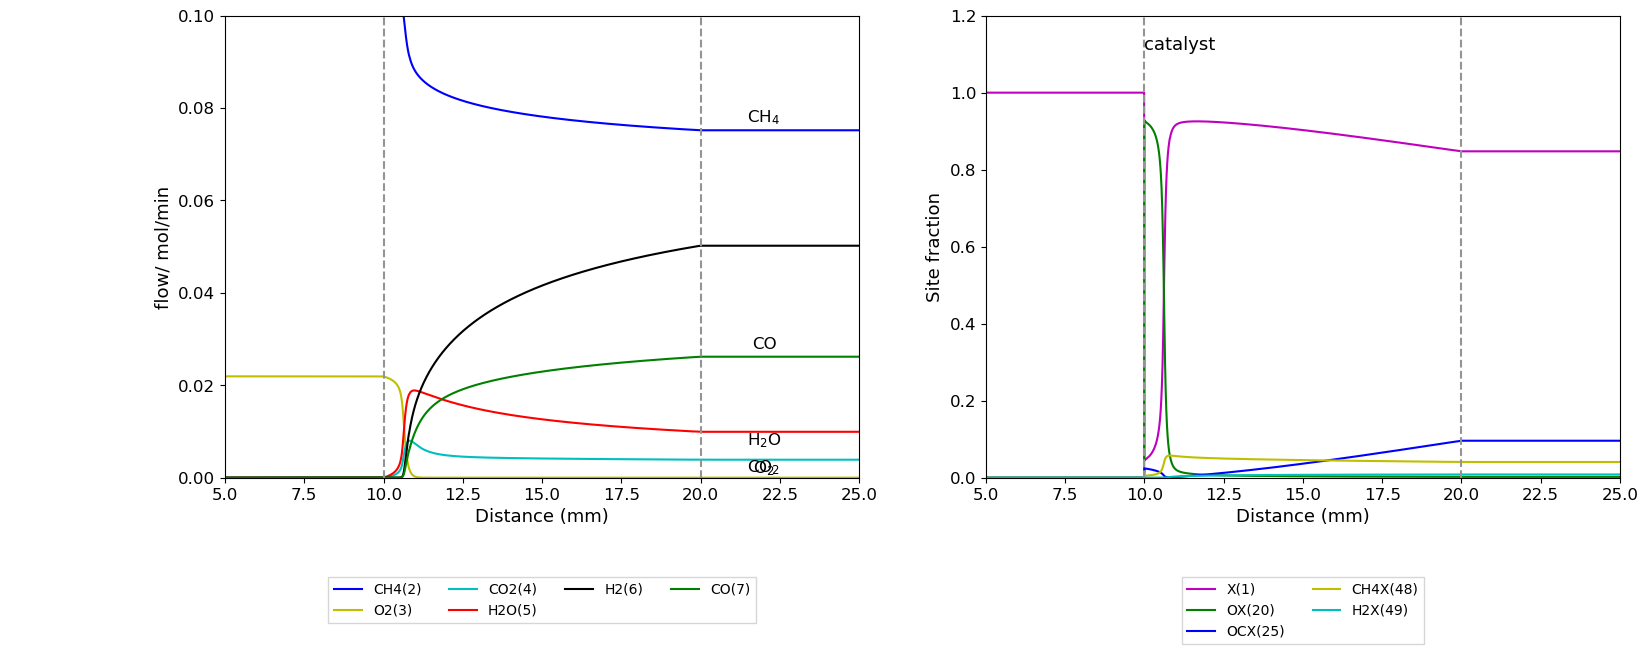 0.10
0.08
0.06
0.04
0.02
0.00
flow/ mol/min
CH₄
CO
H₂O
CO₂
O₂
5.0 7.5 10.0 12.5 15.0 17.5 20.0 22.5 25.0
Distance (mm)
CH4(2) CO2(4) H2(6) CO(7)
O2(3) H2O(5)
1.2
1.0
0.8
0.6
0.4
0.2
0.0
Site fraction
catalyst
5.0 7.5 10.0 12.5 15.0 17.5 20.0 22.5 25.0
Distance (mm)
X(1) CH4X(48)
OX(20) H2X(49)
OCX(25)